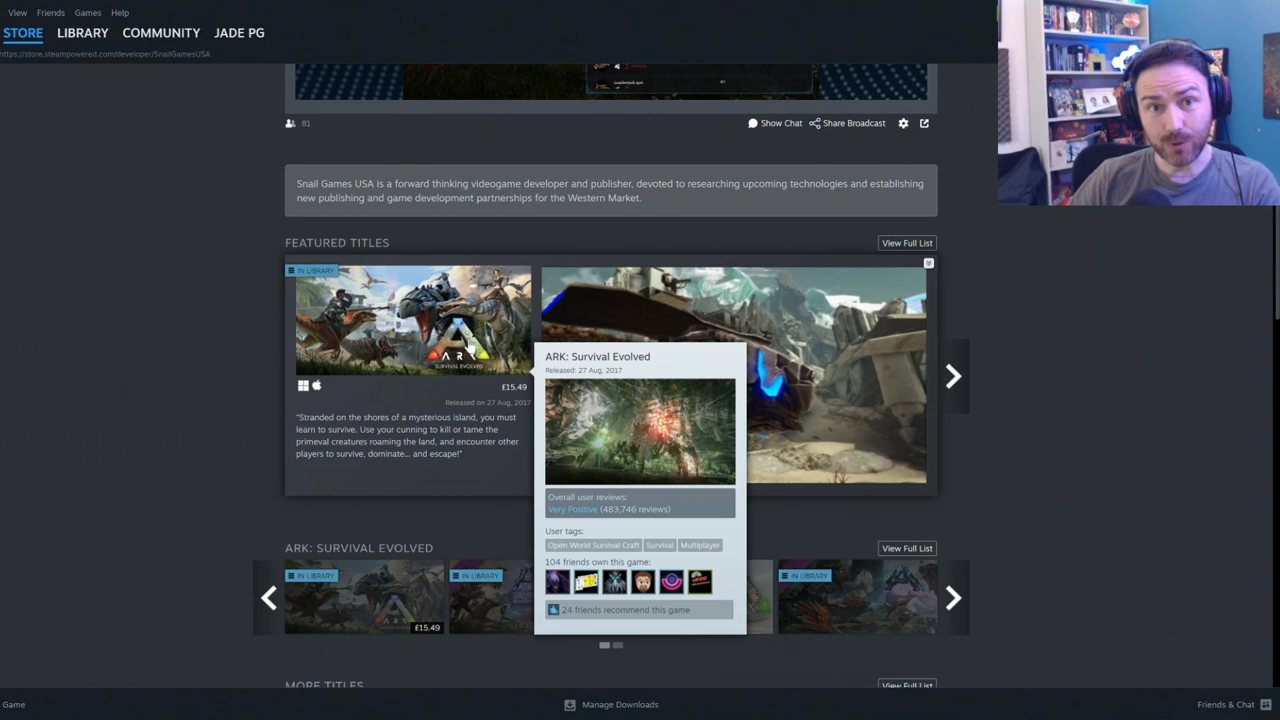 View Friends Games Help
STORE LIBRARY COMMUNITY JADE PG
https://store.steampowered.com/developer/SnailGamesUSA
81
Show Chat Share Broadcast
Snail Games USA is a forward thinking videogame developer and publisher, devoted to researching upcoming technologies and establishing
new publishing and game development partnerships for the Western Market.
FEATURED TITLES
View Full List
IN LIBRARY
ARK
SURVIVAL EVOLVED
£15.49
Released on 27 Aug, 2017
"Stranded on the shores of a mysterious island, you must
learn to survive. Use your cunning to kill or tame the
primeval creatures roaming the land, and encounter other
players to survive, dominate... and escape!"
ARK: Survival Evolved
Released: 27 Aug, 2017
Overall user reviews:
Very Positive (483,746 reviews)
User tags:
Open World Survival Craft Survival Multiplayer
104 friends own this game:
24 friends recommend this game
ARK: SURVIVAL EVOLVED
View Full List
IN LIBRARY
IN LIBRARY
IN LIBRARY
£15.49
MORE TITLES
View Full List
Game
Manage Downloads
Friends & Chat